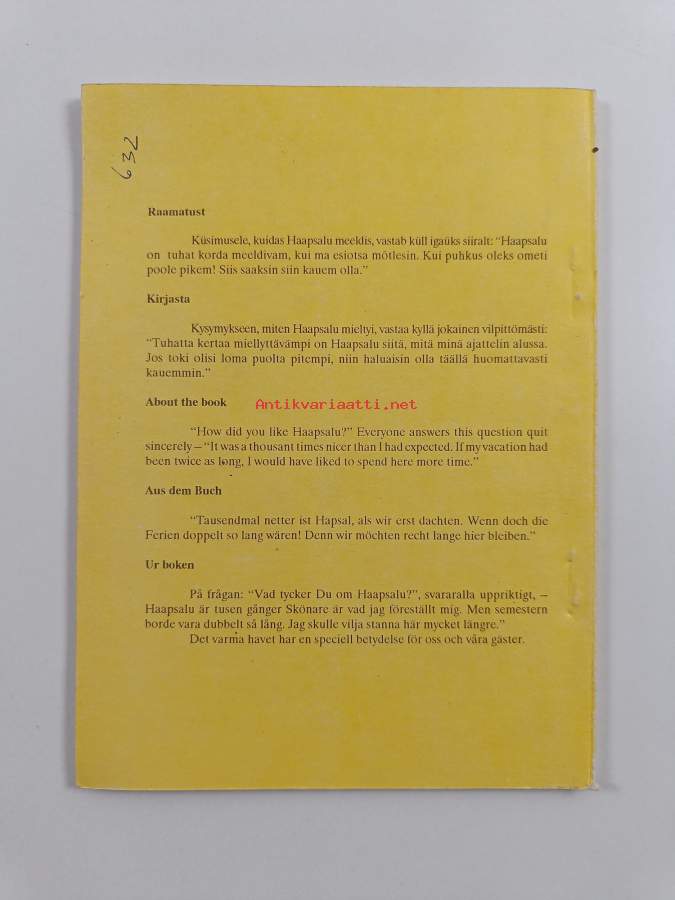 632
Raamatust
Küsimusele, kuidas Haapsalu meeldis, vastab küll igaüks siiralt: “Haapsalu
on tuhat korda meeldivam, kui ma esiotsa mõtlesin. Kui puhkus oleks ometi
poole pikem! Siis saaksin siin kauem olla.”
Kirjasta
Kysymykseen, miten Haapsalu mieltyi, vastaa kyllä jokainen vilpittömästi:
“Tuhatta kertaa miellyttävämpi on Haapsalu siitä, mitä minä ajattelin alussa.
Jos toki olisi loma puolta pitempi, niin haluaisin olla täällä huomattavasti
kauemmin.”
About the book
Antikvariaatti.net
“How did you like Haapsalu?” Everyone answers this question quit
sincerely – “It was a thousant times nicer than I had expected. If my vacation had
been twice as long, I would have liked to spend here more time.”
Aus dem Buch
“Tausendmal netter ist Hapsal, als wir erst dachten. Wenn doch die
Ferien doppelt so lang wären! Denn wir möchten recht lange hier bleiben.”
Ur boken
På frågan: “Vad tycker Du om Haapsalu?”, svararalla uppriktigt, –
Haapsalu är tusen gånger Skönare är vad jag föreställt mig. Men semestern
borde vara dubbelt så lång. Jag skulle vilja stanna här mycket längre.”
Det varma havet har en speciell betydelse för oss och våra gäster.